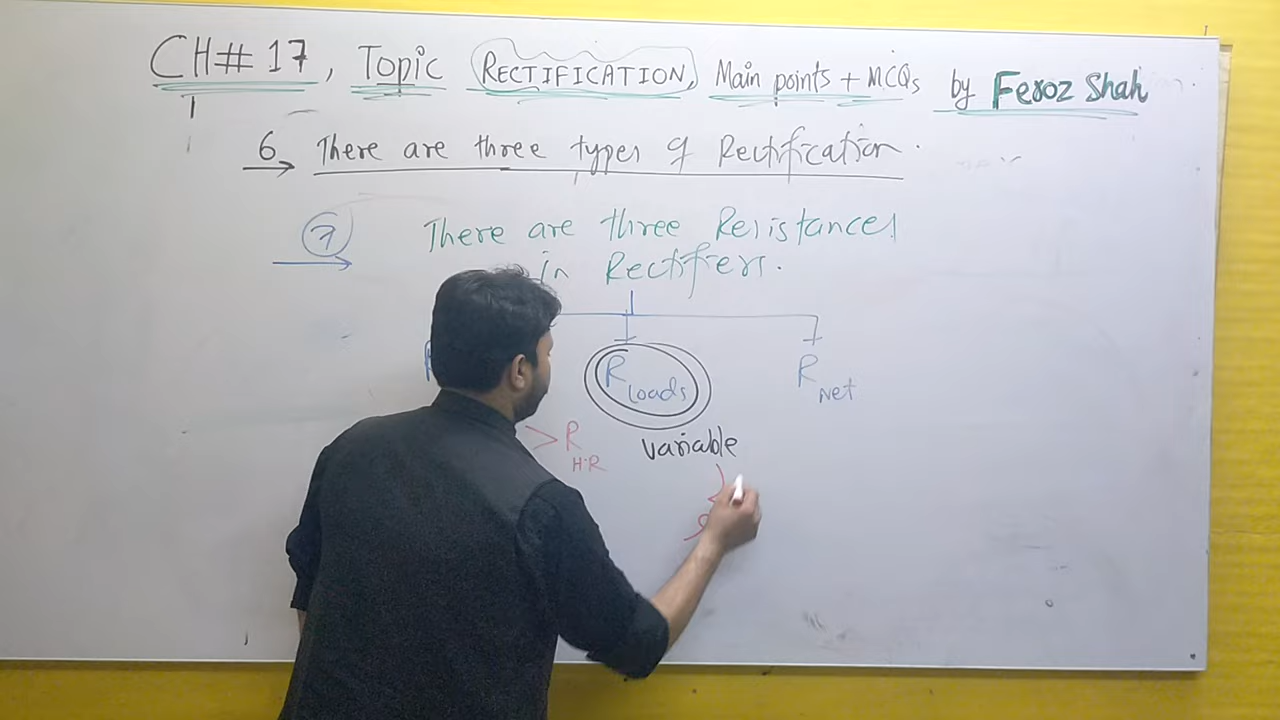 CH# 17, Topic RECTIFICATION, Main points + MCQs by Feroz Shah
6 There are three types of Rectification.
7 There are three Resistances
in Rectifiers.
R Loads R Net
> R H·R variable